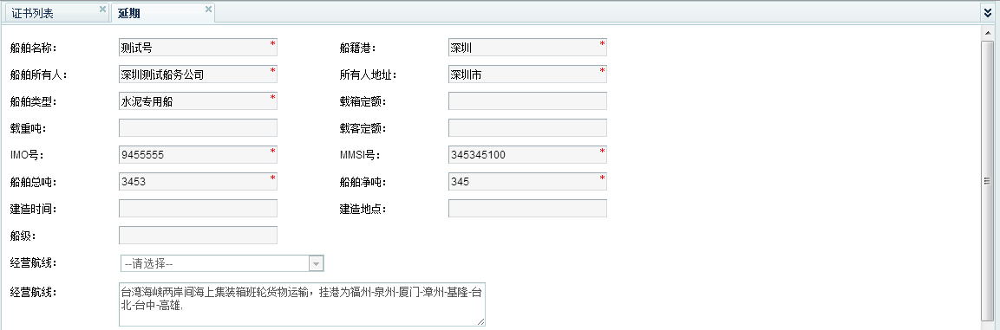 证书列表 延期
船舶名称： 测试号 * 船籍港： 深圳 *
船舶所有人： 深圳测试船务公司 * 所有人地址： 深圳市 *
船舶类型： 水泥专用船 * 载箱定额：
载重吨： 载客定额：
IMO号： 9455555 * MMSI号： 345345100 *
船舶总吨： 3453 * 船舶净吨： 345 *
建造时间： 建造地点：
船级：
经营航线： --请选择--
经营航线： 台湾海峡两岸间海上集装箱班轮货物运输，挂港为福州-泉州-厦门-漳州-基隆-台
北-台中-高雄,